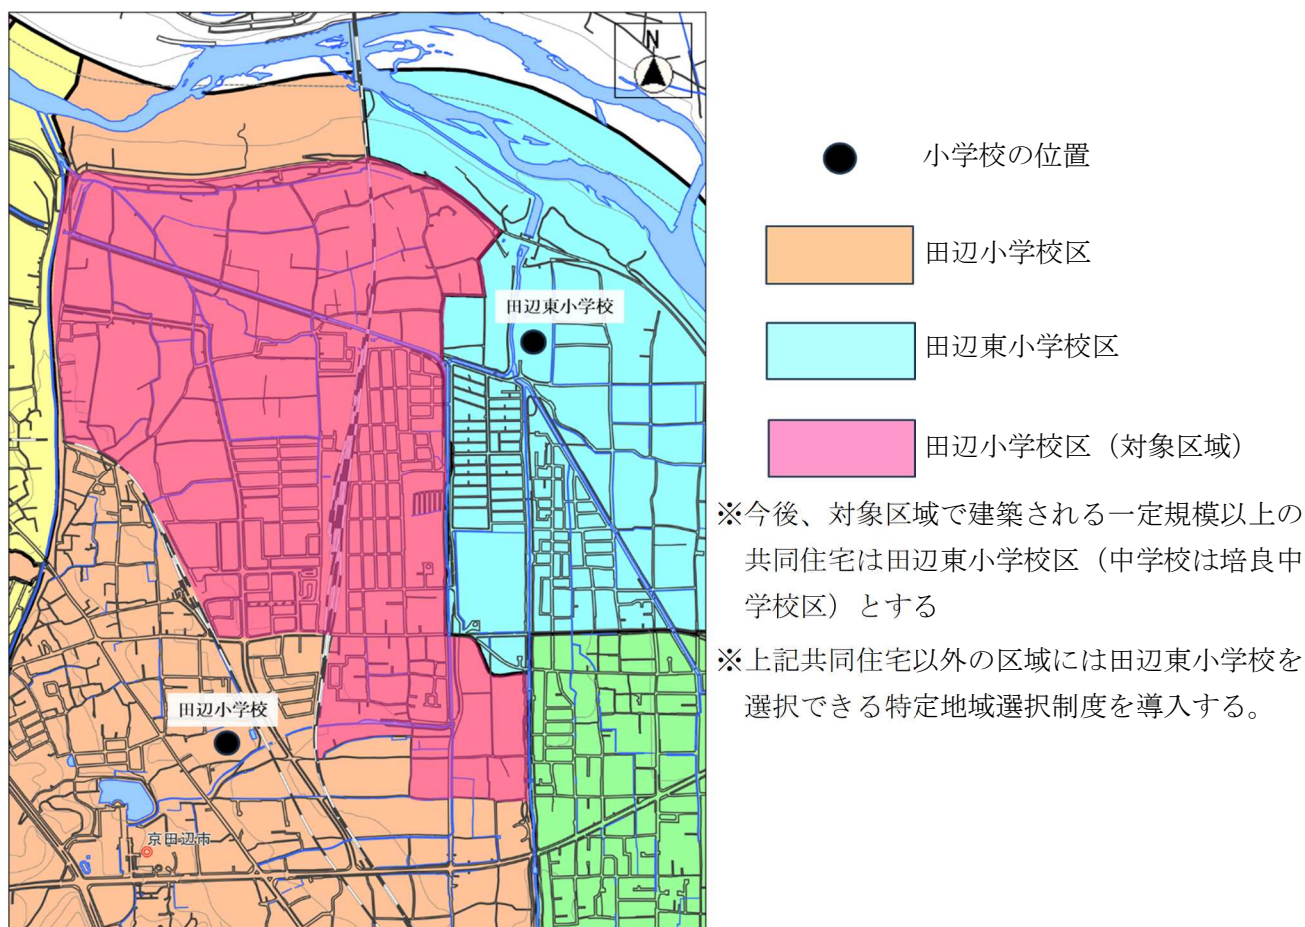 N
田辺東小学校
田辺小学校
京田辺市
小学校の位置
田辺小学校区
田辺東小学校区
田辺小学校区（対象区域）
※今後、対象区域で建築される一定規模以上の
共同住宅は田辺東小学校区（中学校は培良中
学校区）とする
※上記共同住宅以外の区域には田辺東小学校を
選択できる特定地域選択制度を導入する。